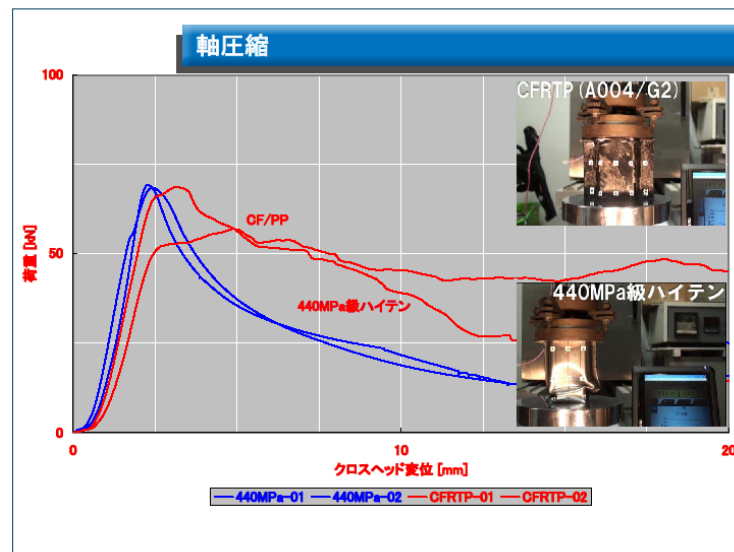 軸圧縮
100
CFRTP (A004/G2)
CF/PP
荷重 [kN]
50
440MPa級ハイテン
440MPa級ハイテン
0
0
10
20
クロスヘッド変位 [mm]
440MPa-01 440MPa-02 CFRTP-01 CFRTP-02